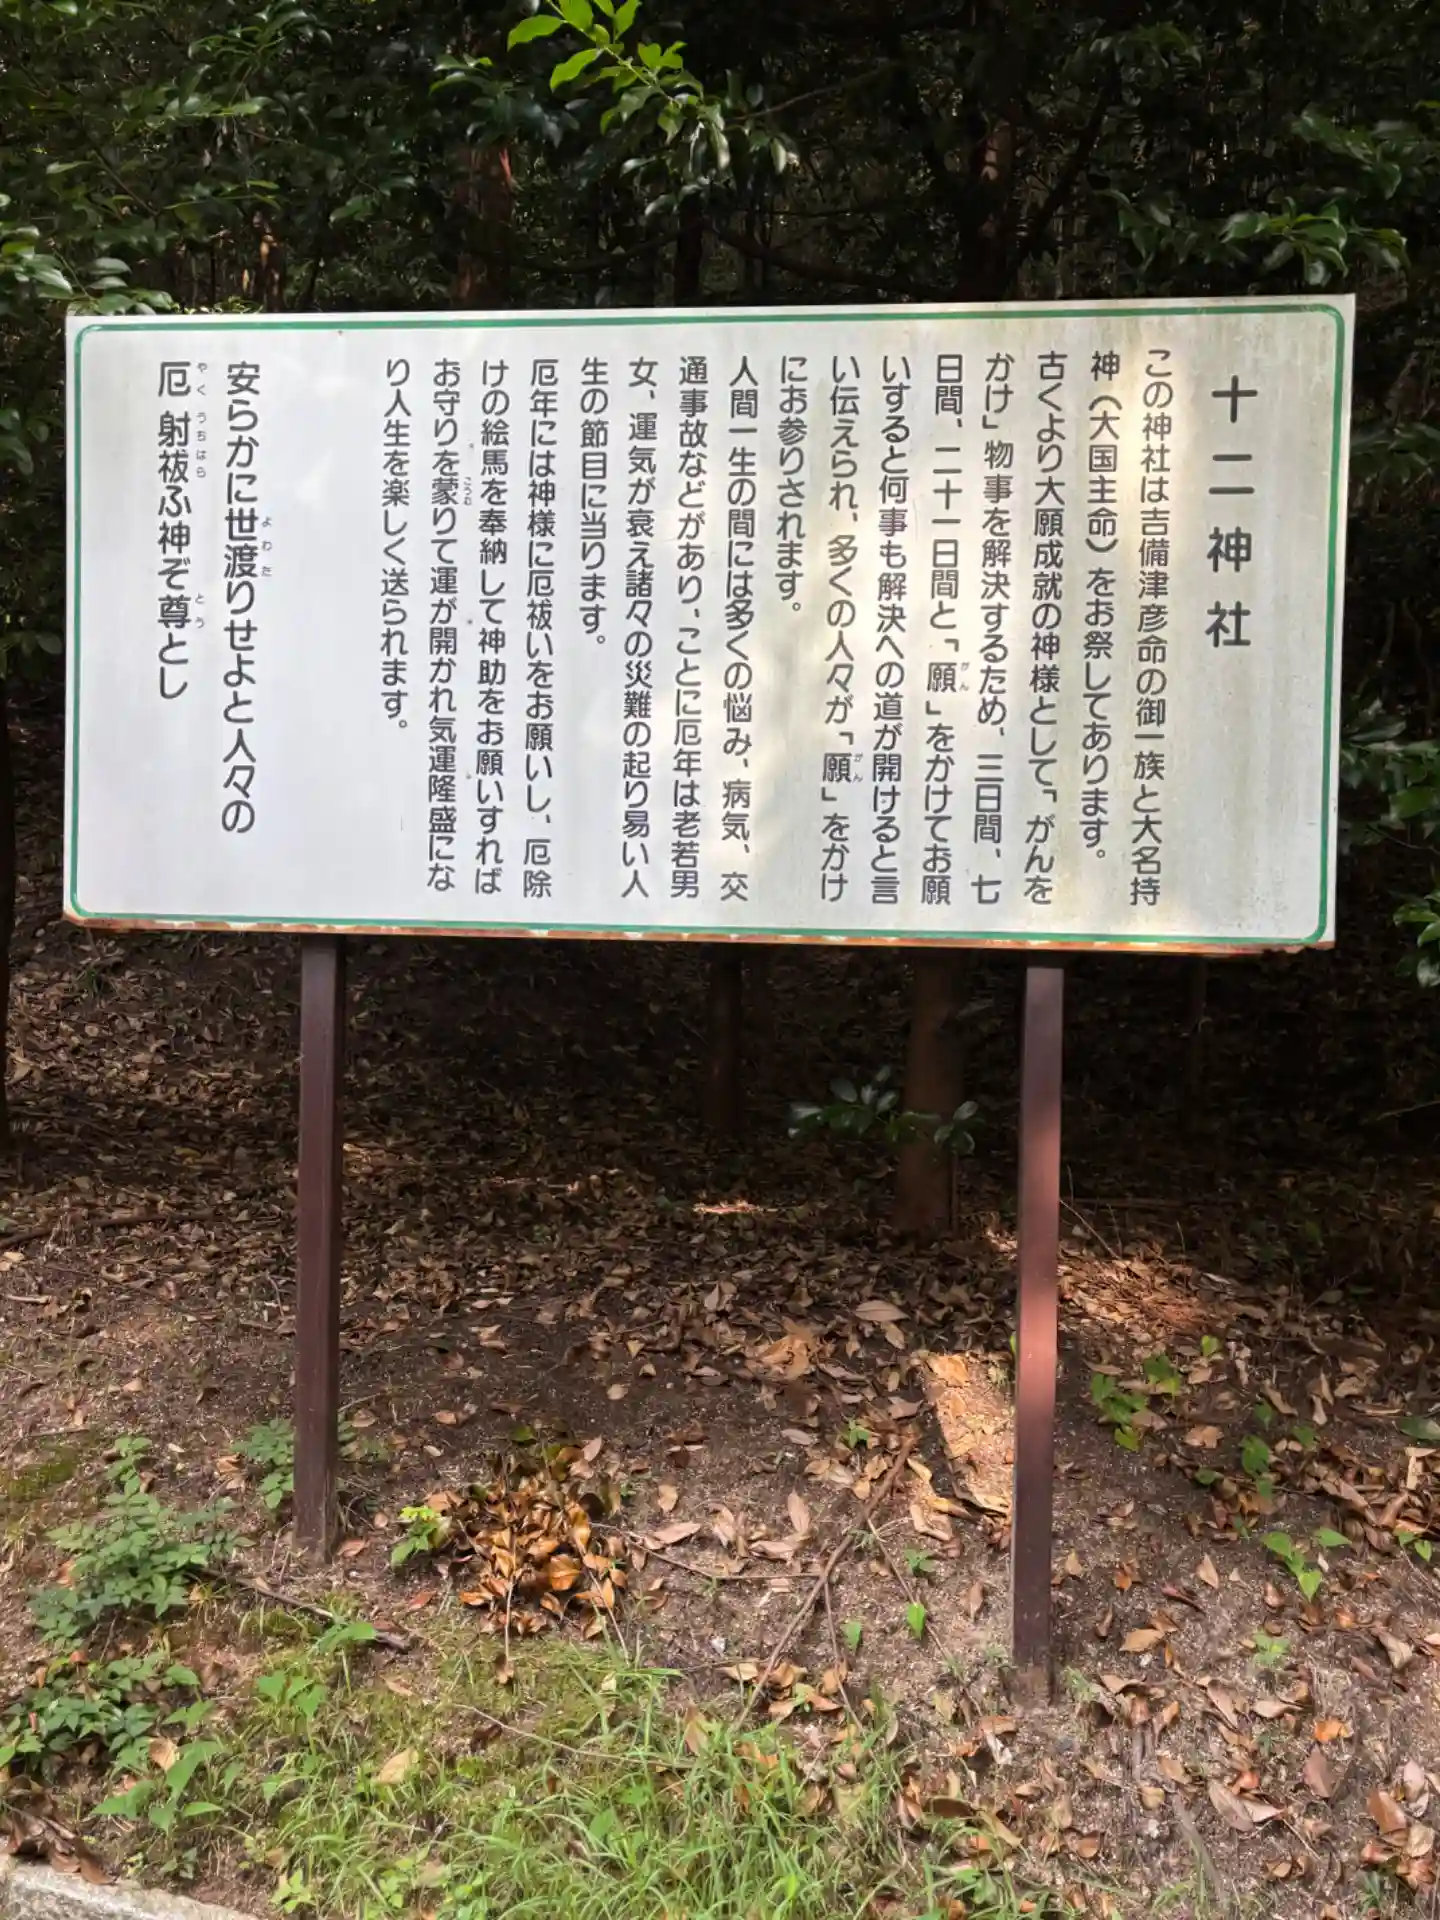 十二神社
この神社は吉備津彦命の御一族と大名持
神（大国主命）をお祭してあります。
古くより大願成就の神様として、「がんを
かけ」物事を解決するため、三日間、七
日間、二十一日間と「願」をかけてお願
いすると何事も解決への道が開けると言
い伝えられ、多くの人々が「願」をかけ
にお参りされます。
人間一生の間には多くの悩み、病気、交
通事故などがあり、ことに厄年は老若男
女、運気が衰え諸々の災難の起り易い人
生の節目に当ります。
厄年には神様に厄祓いをお願いし、厄除
けの絵馬を奉納して神助をお願いすれば
お守りを蒙りて運が開かれ気運隆盛にな
り人生を楽しく送られます。
安らかに世渡りせよと人々の
厄射祓ふ神ぞ尊とし